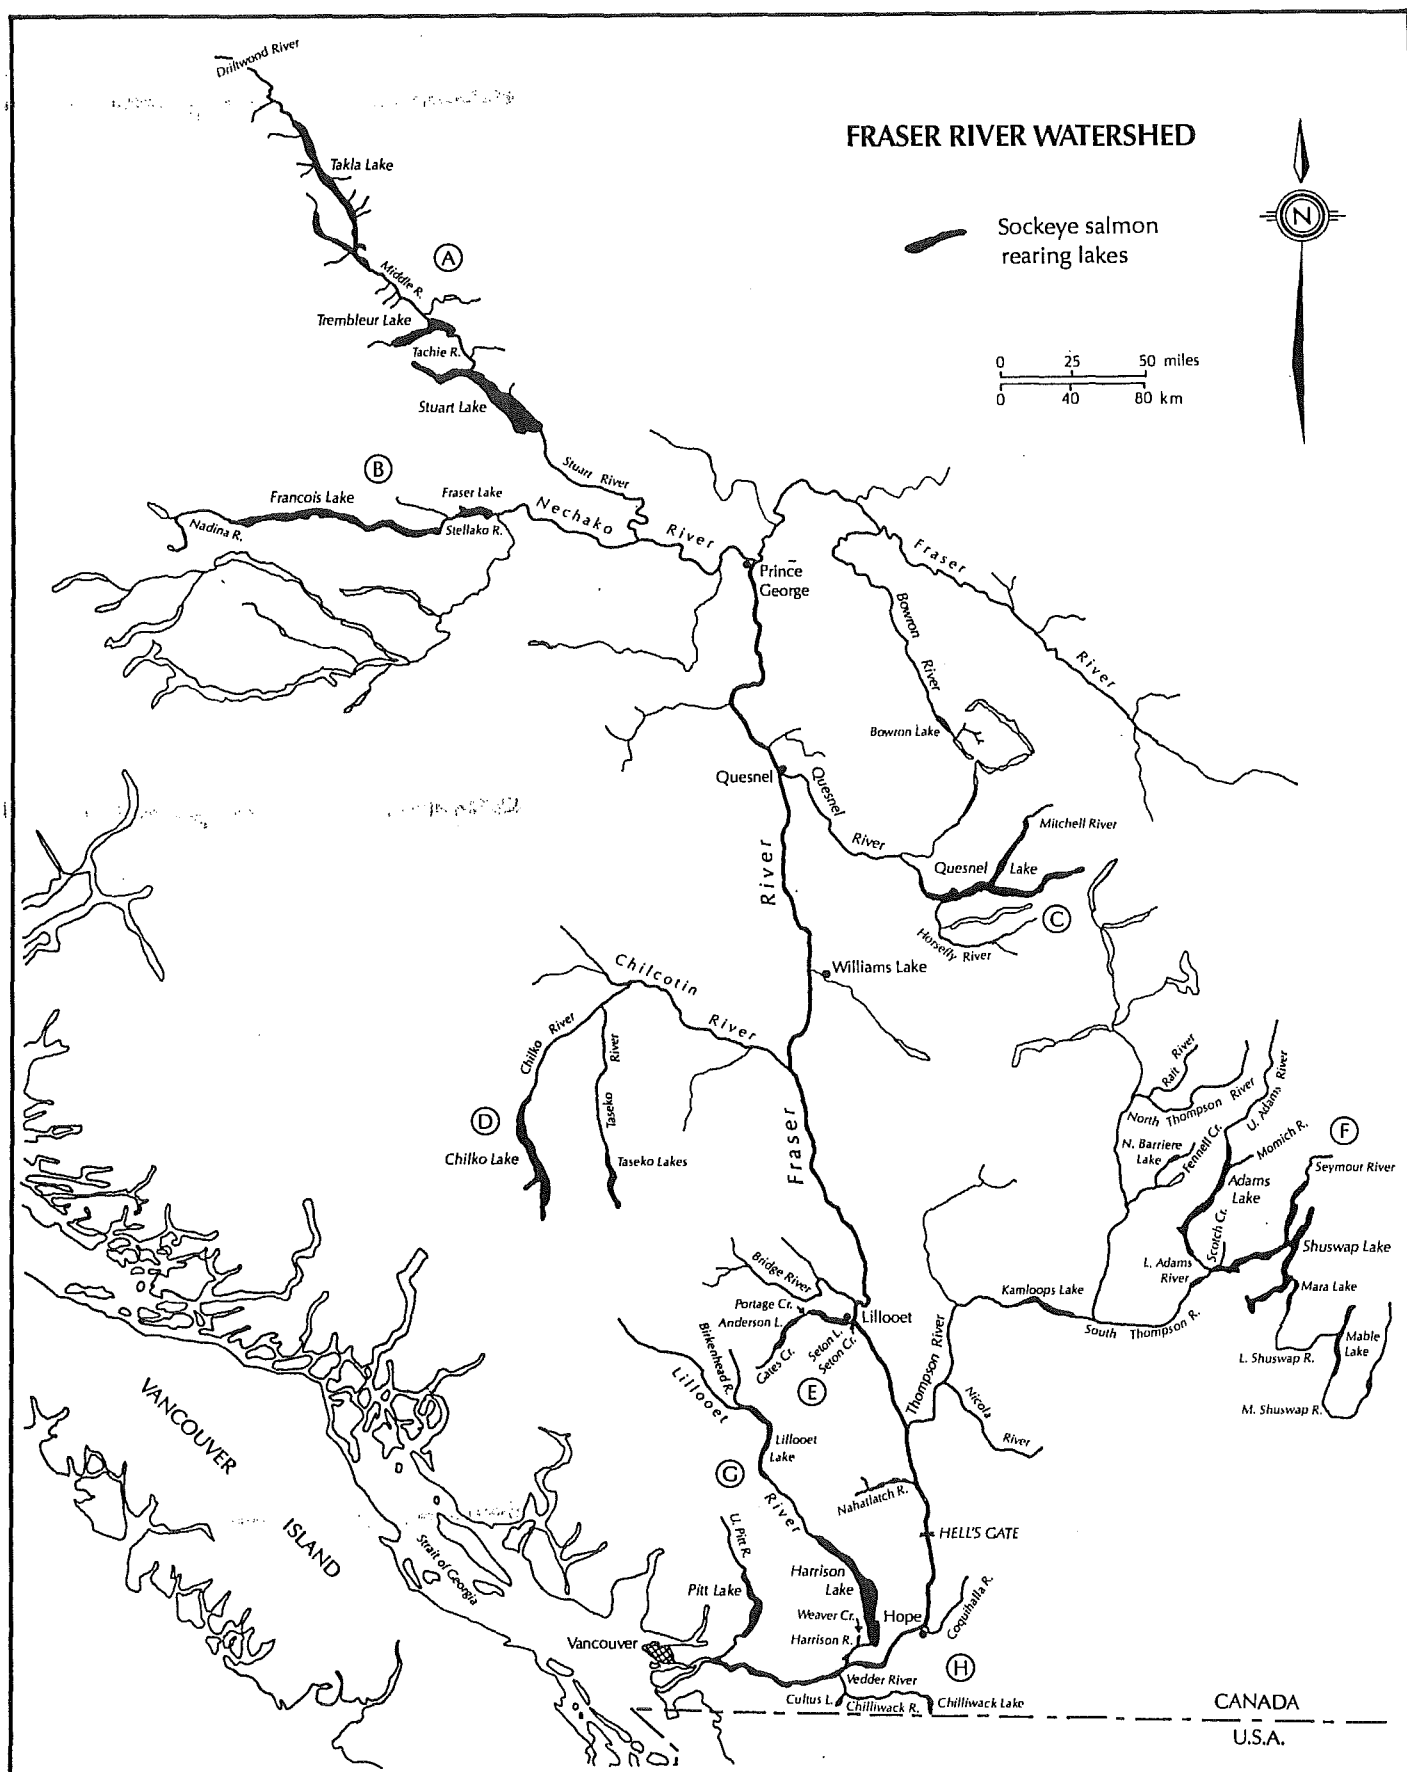 Driltwood River
FRASER RIVER WATERSHED
Takla Lake
N
Sockeye salmon
rearing lakes
A
Middle R.
Trembleur Lake
Tachie R.
0 25 50 miles
0 40 80 km
Stuart Lake
B
Stuart River
Francois Lake
Fraser Lake
Nechako River
Nadina R.
Stellako R.
Fraser River
Prince
George
Bowron River
Bowron Lake
Quesnel
Quesnel River
Mitchell River
River
Quesnel Lake
C
Horsefly River
Williams Lake
Chilcotin River
Chilko River
Taseko River
Raft River
North Thompson River
U. Adams River
D
Fraser
N. Barriere
Lake
Fennell Cr.
Momich R.
F
Chilko Lake
Taseko Lakes
Seymour River
Adams
Lake
Scotch Cr.
Shuswap Lake
Bridge River
L. Adams
River
Mara Lake
Kamloops Lake
Portage Cr.
Anderson L.
Lillooet
South Thompson R.
Birkenhead R.
Gates Cr.
Seton L.
Seton Cr.
Thompson River
Mable
Lake
L. Shuswap R.
E
M. Shuswap R.
Nicola River
VANCOUVER
ISLAND
Lillooet River
Lillooet
Lake
G
Nahatlatch R.
HELL'S GATE
U. Pitt R.
Strait of Georgia
Harrison
Lake
Pitt Lake
Weaver Cr.
Hope
Coquihalla R.
Vancouver
Harrison R.
H
Vedder River
Cultus L.
Chilliwack R.
Chilliwack Lake
CANADA
U.S.A.